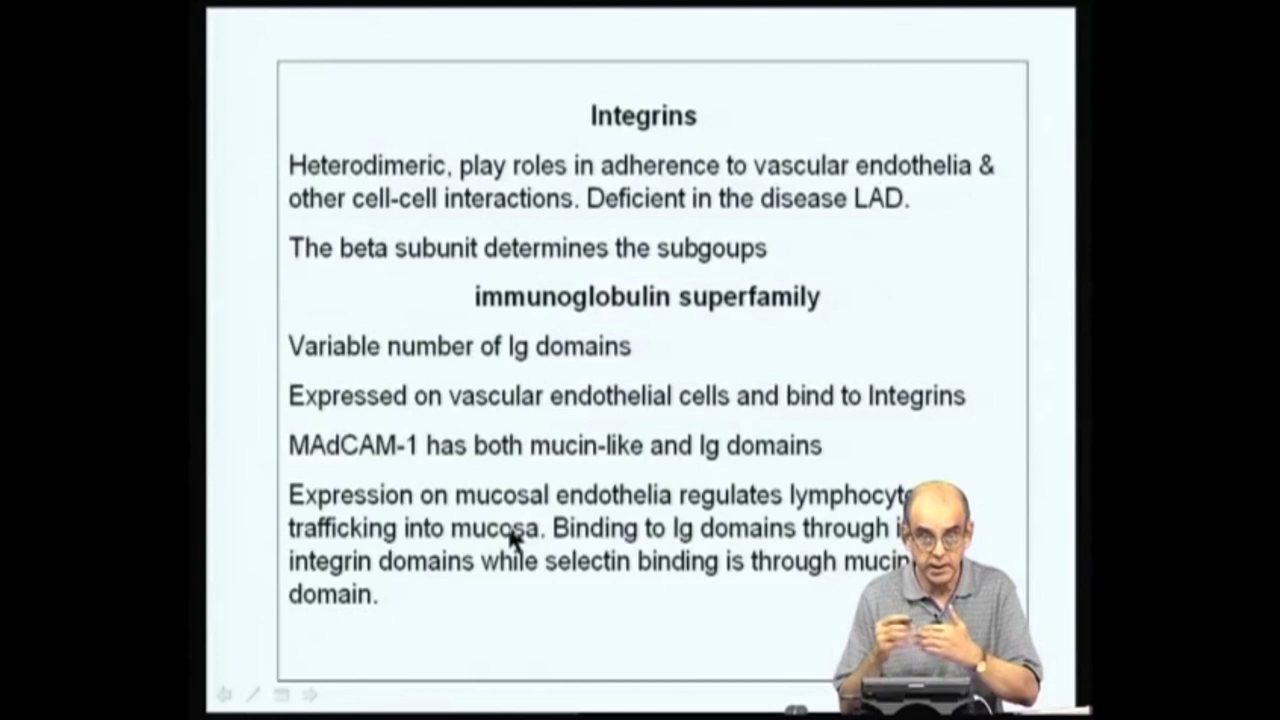 Integrins
Heterodimeric, play roles in adherence to vascular endothelia &
other cell-cell interactions. Deficient in the disease LAD.
The beta subunit determines the subgoups
immunoglobulin superfamily
Variable number of Ig domains
Expressed on vascular endothelial cells and bind to Integrins
MAdCAM-1 has both mucin-like and Ig domains
Expression on mucosal endothelia regulates lymphocyte
trafficking into mucosa. Binding to Ig domains through
integrin domains while selectin binding is through mucin
domain.